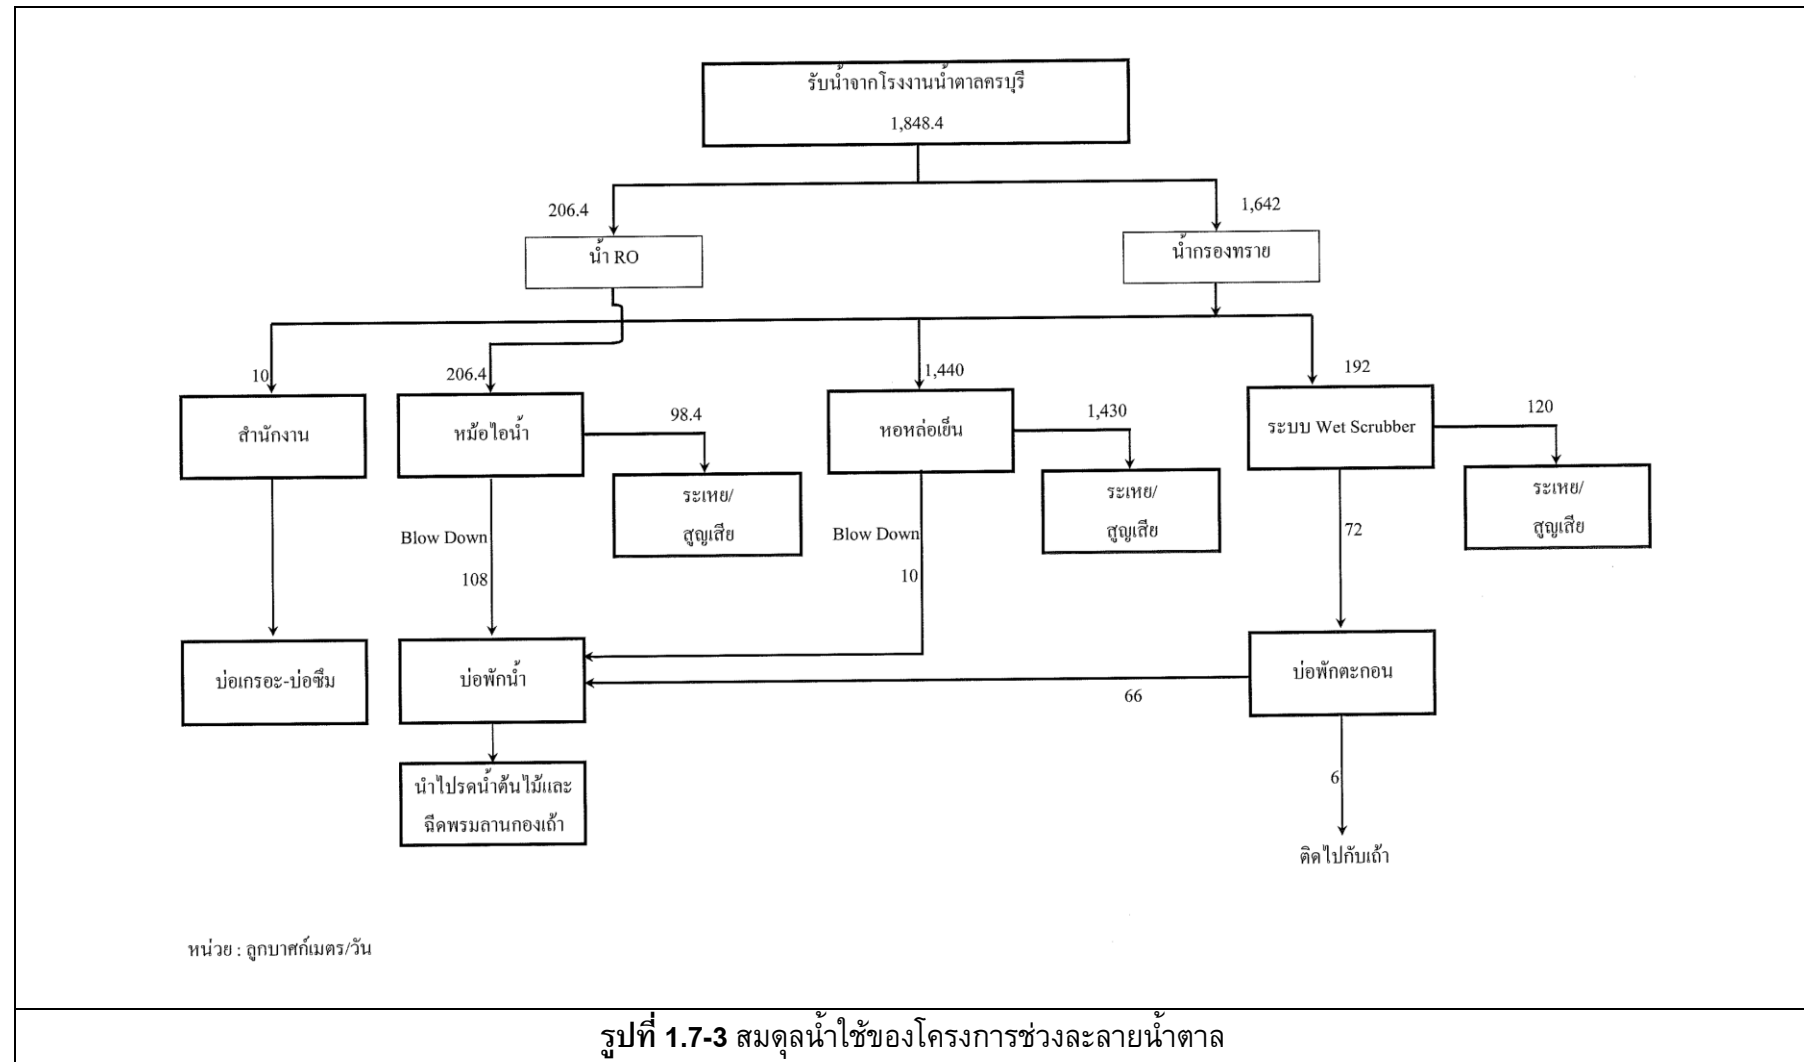 รับน้ำจากโรงงานน้ำตาลครบุรี
1,848.4
206.4
1,642
น้ำ RO
น้ำกรองทราย
10
206.4
1,440
192
สำนักงาน
หม้อไอน้ำ
98.4
หอหล่อเย็น
1,430
ระบบ Wet Scrubber
120
ระเหย/
สูญเสีย
ระเหย/
สูญเสีย
ระเหย/
สูญเสีย
Blow Down
108
Blow Down
10
72
บ่อเกรอะ-บ่อซึม
บ่อพักน้ำ
66
บ่อพักตะกอน
นำไปรดน้ำต้นไม้และ
ฉีดพรมลานกองเถ้า
6
ติดไปกับเถ้า
หน่วย : ลูกบาศก์เมตร/วัน
รูปที่ 1.7-3 สมดุลน้ำใช้ของโครงการช่วงละลายน้ำตาล